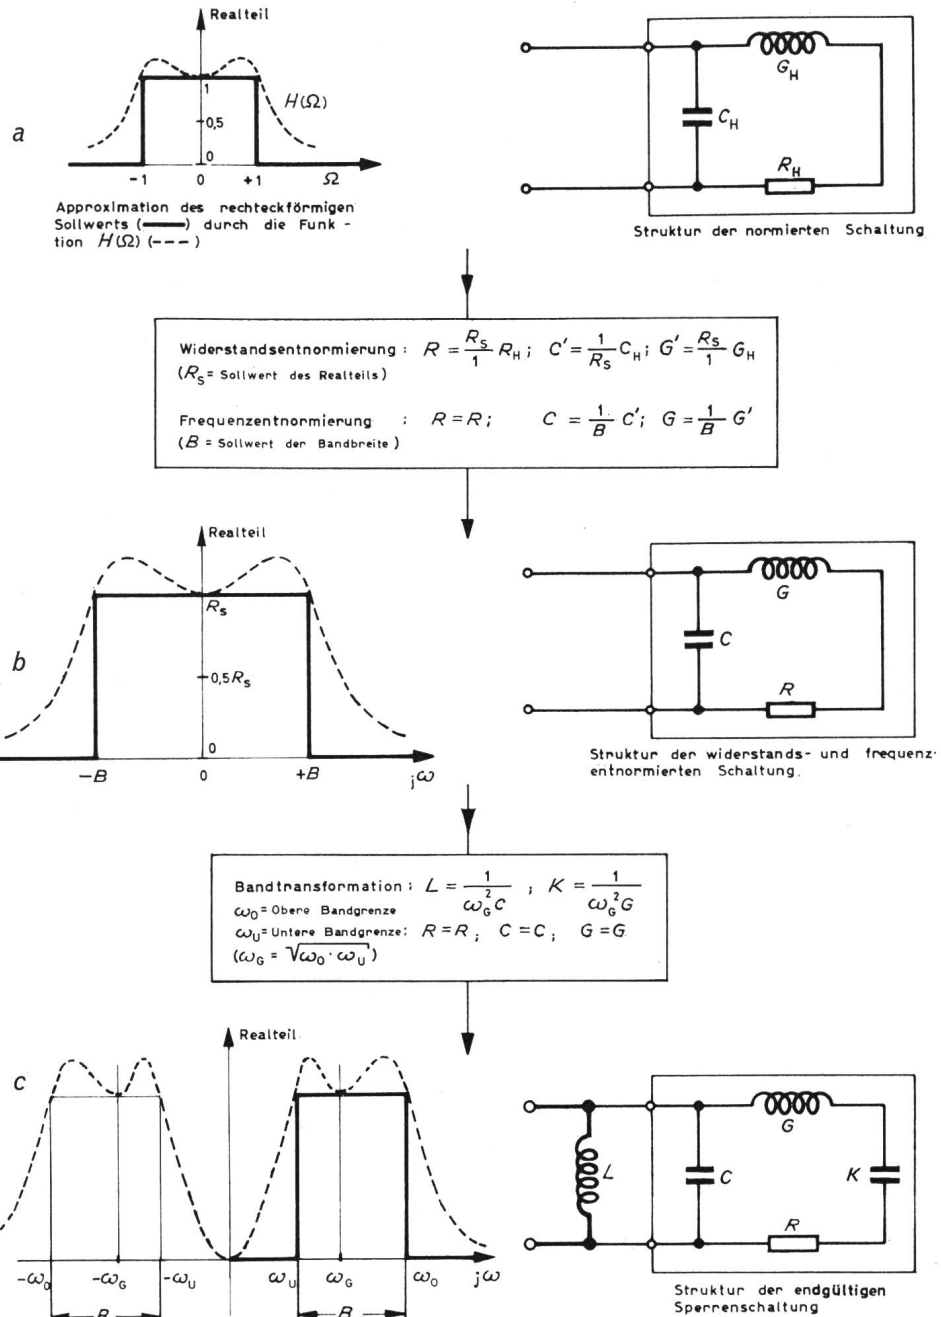 Realteil
H(Ω)
1
0,5
0
-1 0 +1 Ω
a
Approximation des rechteckförmigen
Sollwerts (━━) durch die Funk -
tion H(Ω) (---)
G_H
C_H
R_H
Struktur der normierten Schaltung
Widerstandsentnormierung : R = R_S/1 R_H ; C' = 1/R_S C_H ; G' = R_S/1 G_H
(R_S = Sollwert des Realteils)
Frequenzentnormierung : R = R ; C = 1/B C' ; G = 1/B G'
(B = Sollwert der Bandbreite)
Realteil
R_S
b
0,5 R_S
0
-B 0 +B jω
G
C
R
Struktur der widerstands- und frequenz-
entnormierten Schaltung.
Bandtransformation : L = 1/ω_G²C ; K = 1/ω_G²G
ω_O = Obere Bandgrenze
ω_U = Untere Bandgrenze: R = R ; C = C ; G = G
(ω_G = √ω_O · ω_U)
Realteil
c
-ω_O -ω_G -ω_U ω_U ω_G ω_O jω
B B
G
L C K
R
Struktur der endgültigen
Sperrenschaltung